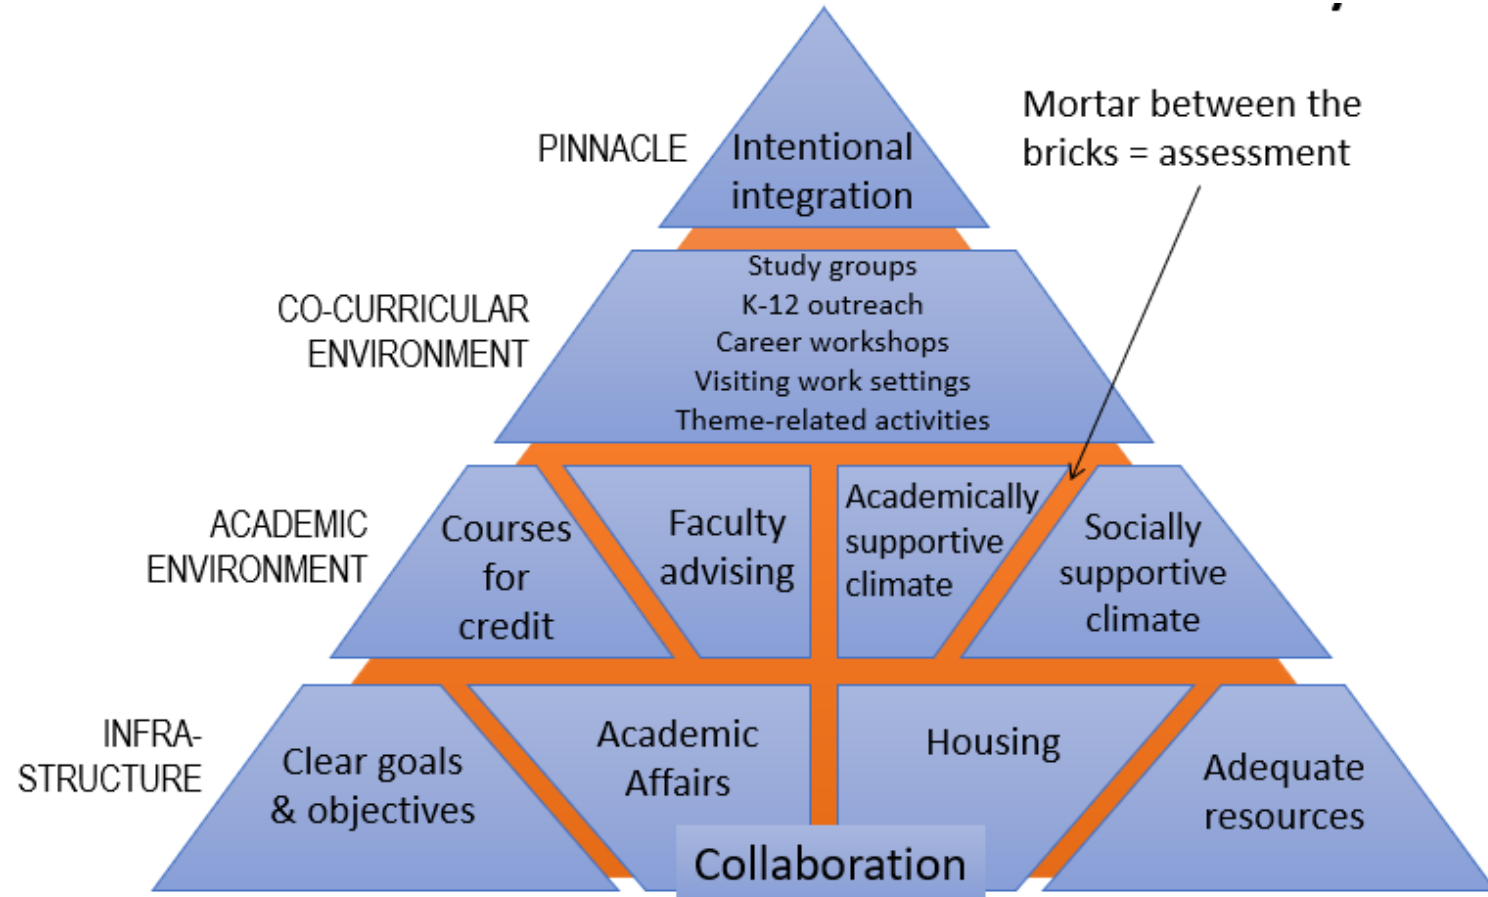 Mortar between the
bricks = assessment
PINNACLE
Intentional
integration
CO-CURRICULAR
ENVIRONMENT
Study groups
K-12 outreach
Career workshops
Visiting work settings
Theme-related activities
ACADEMIC
ENVIRONMENT
Courses
for
credit
Faculty
advising
Academically
supportive
climate
Socially
supportive
climate
INFRA-
STRUCTURE
Clear goals
& objectives
Academic
Affairs
Housing
Adequate
resources
Collaboration